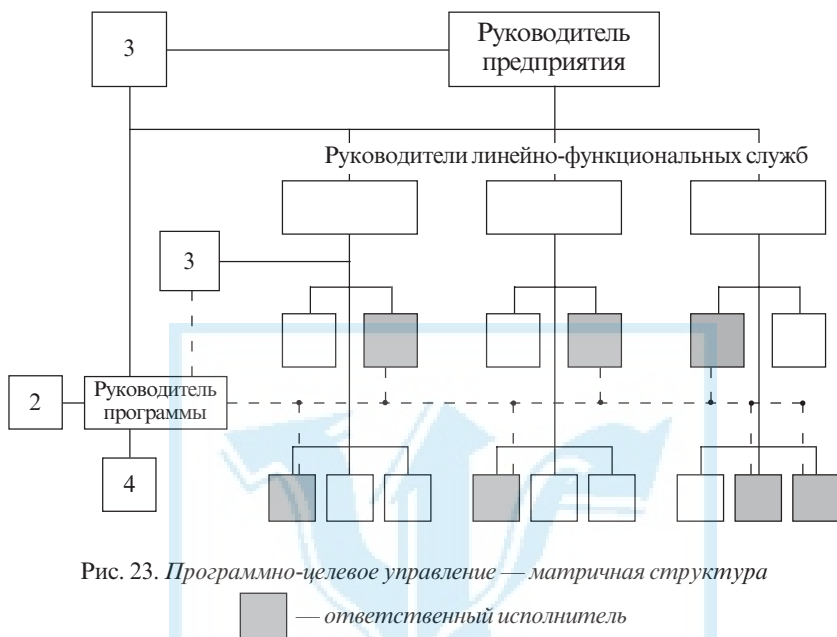 3
Руководитель
предприятия
Руководители линейно-функциональных служб
3
2
Руководитель
программы
4
Рис. 23. Программно-целевое управление — матричная структура
— ответственный исполнитель